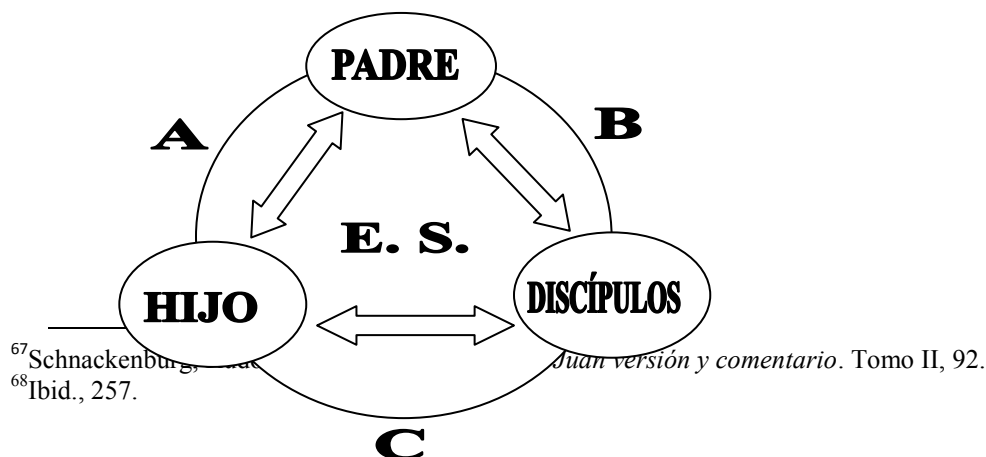 PADRE
A
B
E. S.
HIJO
DISCÍPULOS
⁶⁷Schnackenburg, Juan versión y comentario. Tomo II, 92.
⁶⁸Ibid., 257.
C